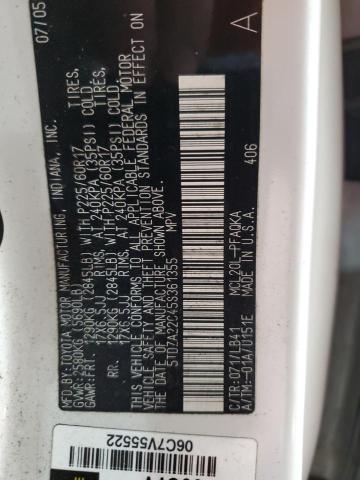 MFD.BY:TOYOTA MOTOR MANUFACTURING, INDIANA, INC. 07/05
GVWR: 2580KG (5690LB)
GAWR:FRT. 1290KG (2845LB) WITH P225/60R17 TIRES,
17X6.5JJ RIMS, AT 240KPA (35PSI) COLD
RR. 1290KG (2845LB) WITH P225/60R17 TIRES,
17X6.5JJ RIMS, AT 240KPA (35PSI) COLD
THIS VEHICLE CONFORMS TO ALL APPLICABLE FEDERAL MOTOR
VEHICLE SAFETY AND THEFT PREVENTION STANDARDS IN EFFECT ON
THE DATE OF MANUFACTURE SHOWN ABOVE.
5TDZA22C45S361355 MPV
A
406
C/TR:071/LB41 MCL20L-PFAQKA
A/TM:-01A/U151E MADE IN U.S.A.
06C7V555522